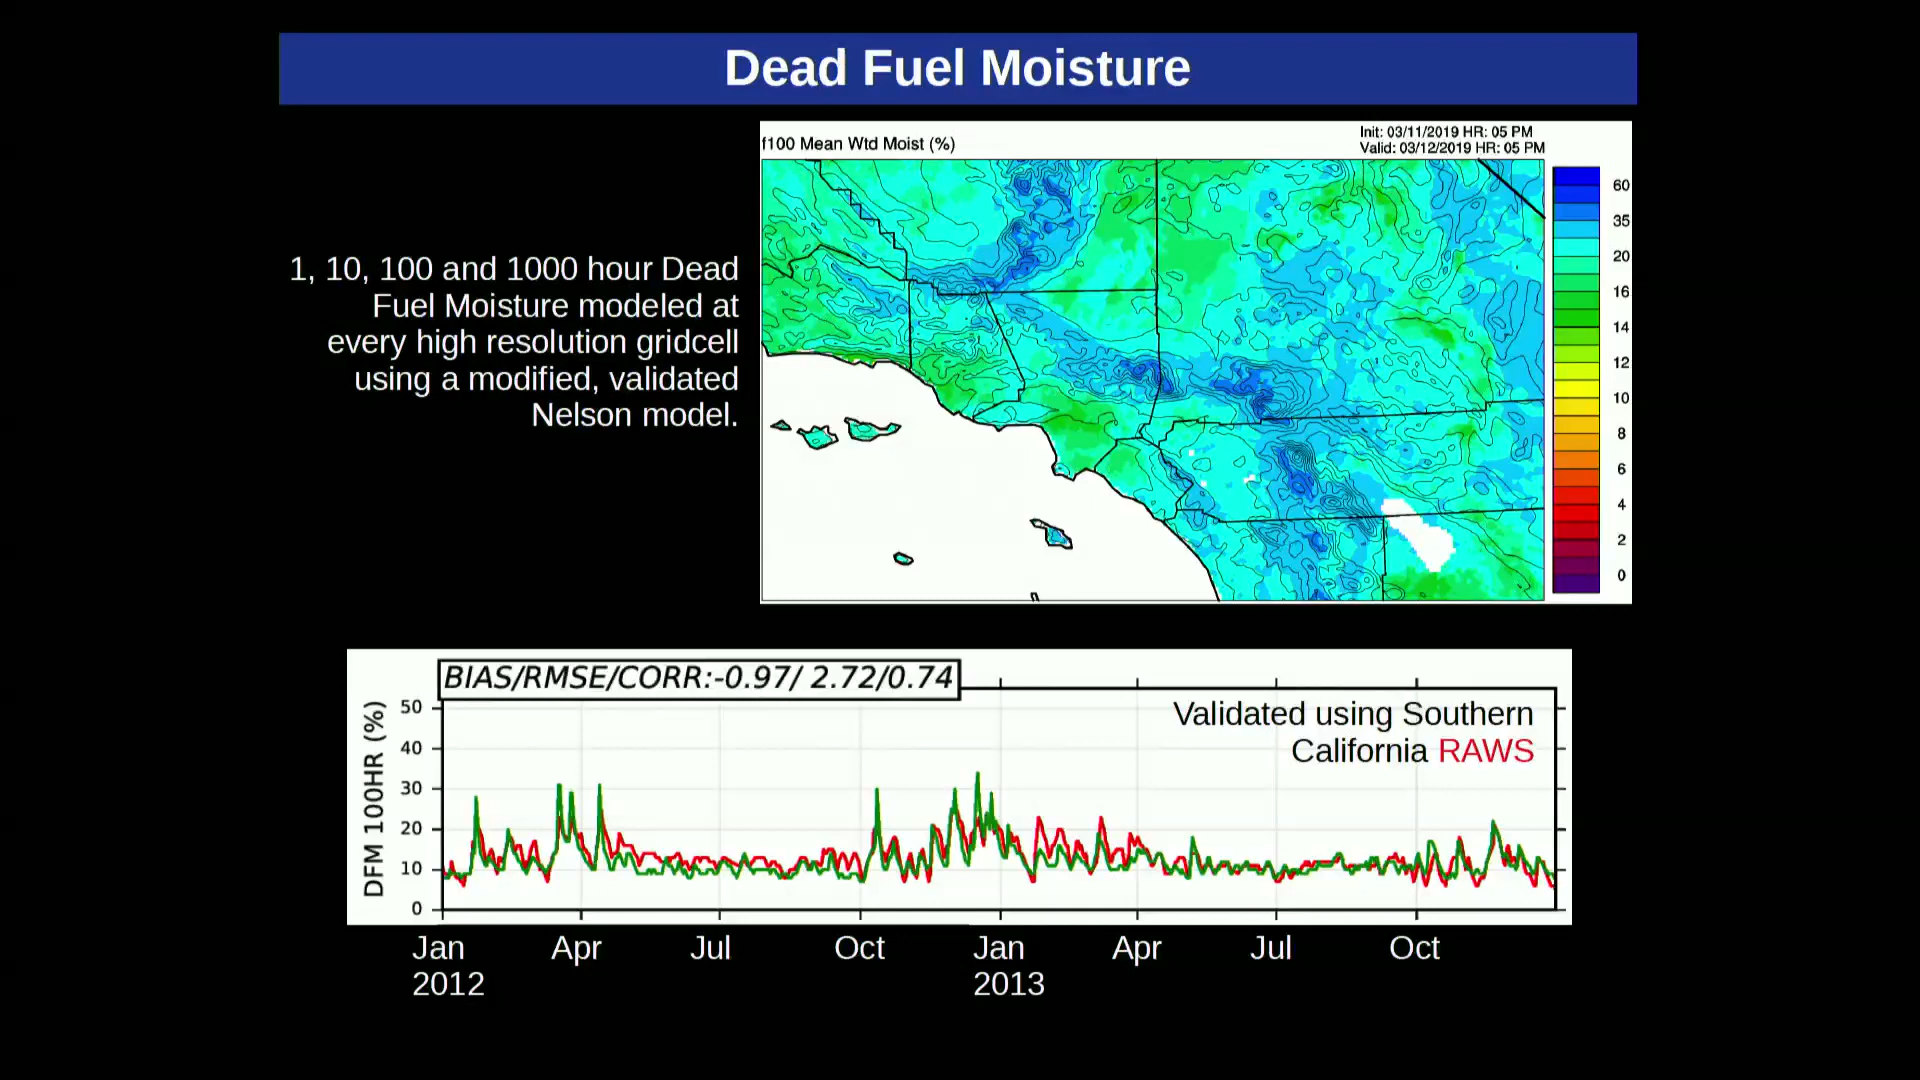 Dead Fuel Moisture
f100 Mean Wtd Moist (%)
Init: 03/11/2019 HR: 05 PM
Valid: 03/12/2019 HR: 05 PM
1, 10, 100 and 1000 hour Dead
Fuel Moisture modeled at
every high resolution gridcell
using a modified, validated
Nelson model.
60
35
20
16
14
12
10
8
6
4
2
0
BIAS/RMSE/CORR:-0.97/ 2.72/0.74
Validated using Southern
California RAWS
DFM 100HR (%)
50
40
30
20
10
0
Jan Apr Jul Oct Jan Apr Jul Oct
2012 2013